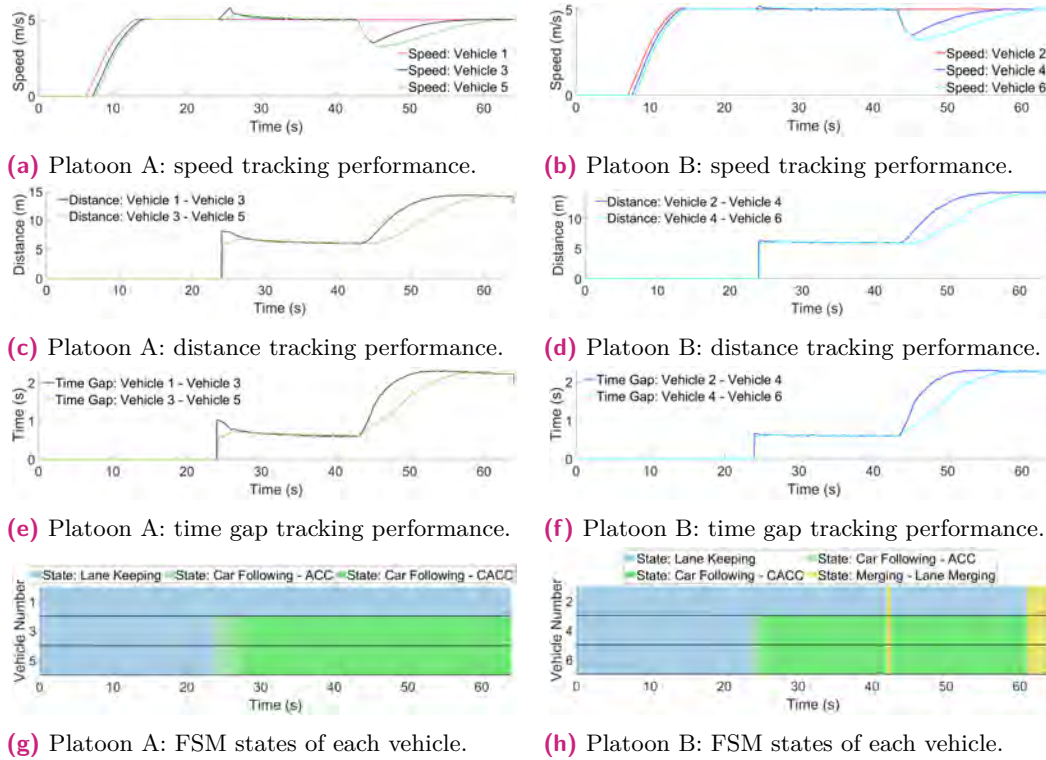 Speed (m/s)
5
0
Speed: Vehicle 1
Speed: Vehicle 3
Speed: Vehicle 5
0 10 20 30 40 50 60
Time (s)
(a) Platoon A: speed tracking performance.
Speed (m/s)
5
0
Speed: Vehicle 2
Speed: Vehicle 4
Speed: Vehicle 6
0 10 20 30 40 50 60
Time (s)
(b) Platoon B: speed tracking performance.
Distance (m)
15
10
5
0
Distance: Vehicle 1 - Vehicle 3
Distance: Vehicle 3 - Vehicle 5
0 10 20 30 40 50 60
Time (s)
(c) Platoon A: distance tracking performance.
Distance (m)
10
5
0
Distance: Vehicle 2 - Vehicle 4
Distance: Vehicle 4 - Vehicle 6
0 10 20 30 40 50 60
Time (s)
(d) Platoon B: distance tracking performance.
Time (s)
2
1
0
Time Gap: Vehicle 1 - Vehicle 3
Time Gap: Vehicle 3 - Vehicle 5
0 10 20 30 40 50 60
Time (s)
(e) Platoon A: time gap tracking performance.
Time (s)
2
1
0
Time Gap: Vehicle 2 - Vehicle 4
Time Gap: Vehicle 4 - Vehicle 6
0 10 20 30 40 50 60
Time (s)
(f) Platoon B: time gap tracking performance.
State: Lane Keeping State: Car Following - ACC State: Car Following - CACC
Vehicle Number
1
3
5
0 10 20 30 40 50 60
Time (s)
(g) Platoon A: FSM states of each vehicle.
State: Lane Keeping State: Car Following - ACC
State: Car Following - CACC State: Merging - Lane Merging
Vehicle Number
2
4
6
0 10 20 30 40 50 60
Time (s)
(h) Platoon B: FSM states of each vehicle.